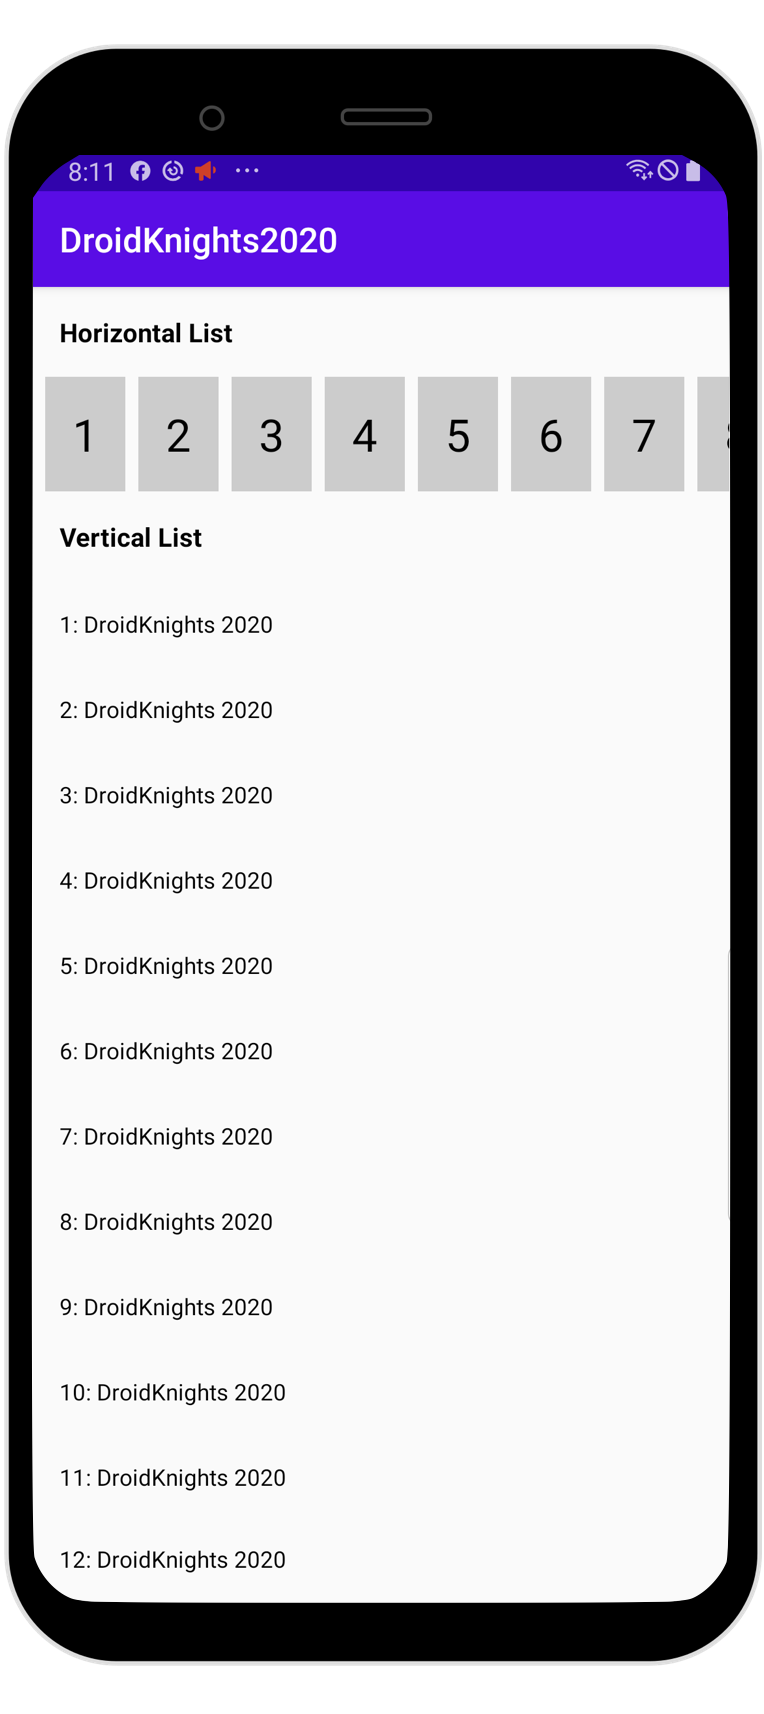 8:11
DroidKnights2020
Horizontal List
1 2 3 4 5 6 7
Vertical List
1: DroidKnights 2020
2: DroidKnights 2020
3: DroidKnights 2020
4: DroidKnights 2020
5: DroidKnights 2020
6: DroidKnights 2020
7: DroidKnights 2020
8: DroidKnights 2020
9: DroidKnights 2020
10: DroidKnights 2020
11: DroidKnights 2020
12: DroidKnights 2020